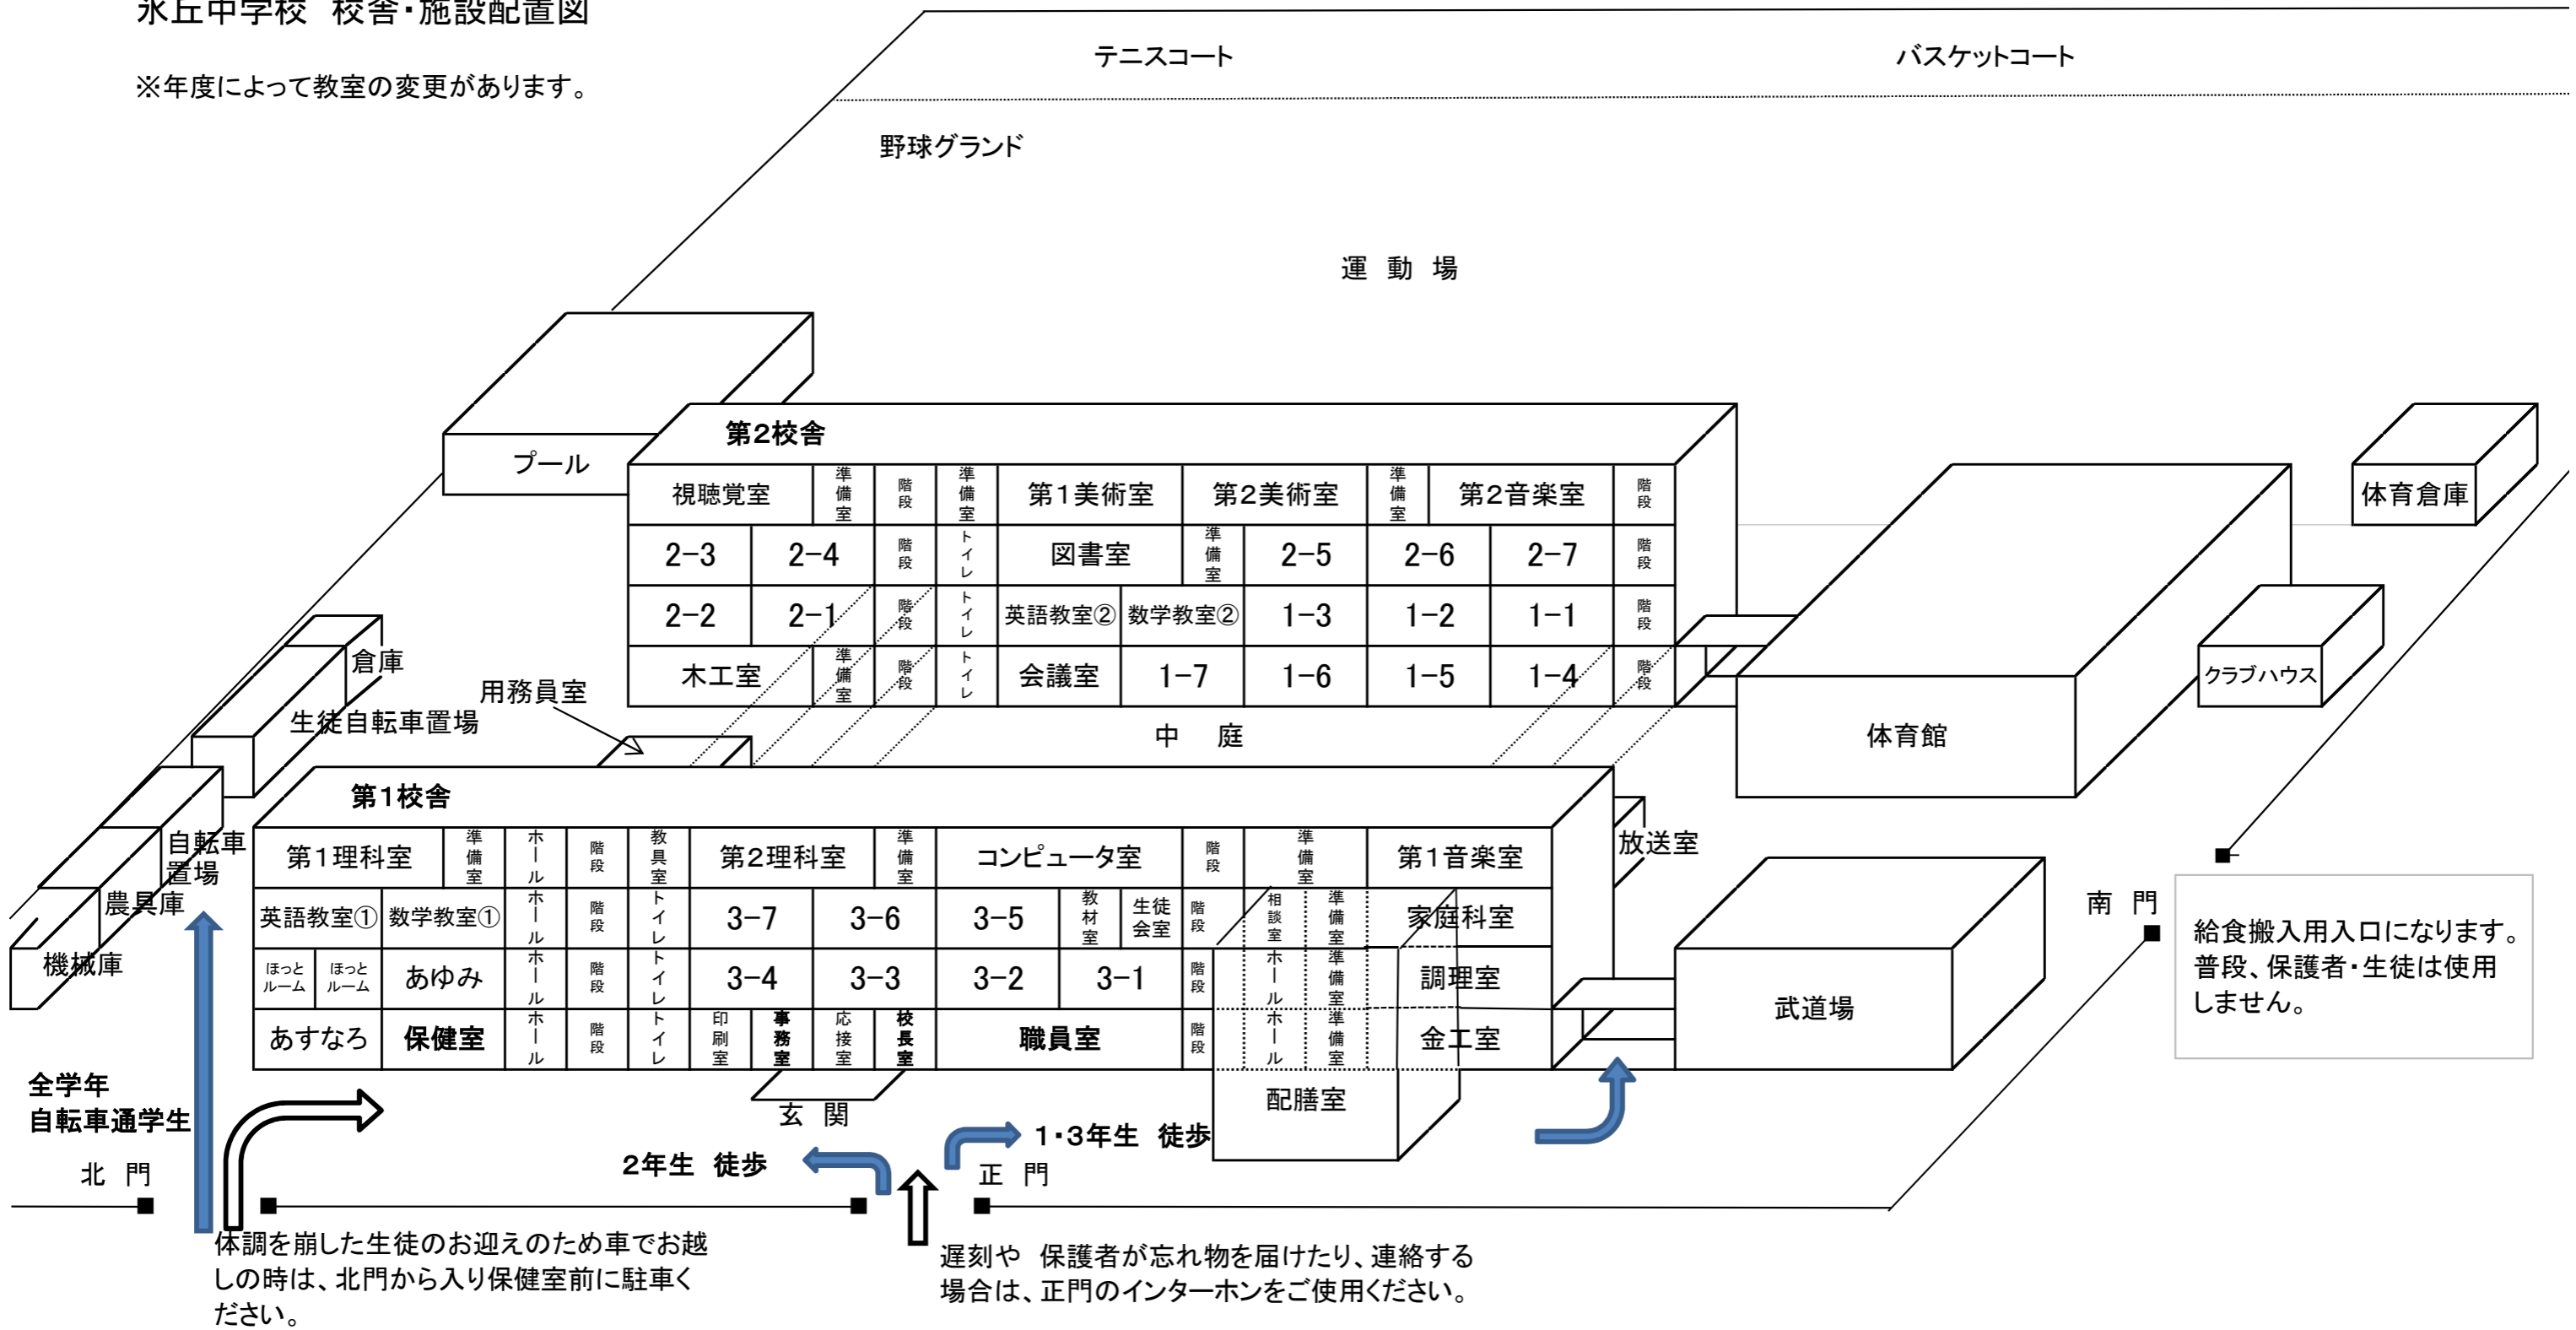 氷丘中学校　校舎・施設配置図
※年度によって教室の変更があります。
テニスコート
バスケットコート
野球グランド
運　動　場
プール
第2校舎
視聴覚室 準備室 階段 準備室 第1美術室 第2美術室 準備室 第2音楽室 階段
2-3 2-4 階段 トイレ 図書室 準備室 2-5 2-6 2-7 階段
2-2 2-1 階段 トイレ 英語教室② 数学教室② 1-3 1-2 1-1 階段
木工室 準備室 階段 トイレ 会議室 1-7 1-6 1-5 1-4 階段
体育倉庫
クラブハウス
体育館
倉庫
生徒自転車置場
用務員室
中　庭
自転車
置場
農具庫
機械庫
第1校舎
第1理科室 準備室 ホール 階段 教具室 第2理科室 準備室 コンピュータ室 階段 準備室 第1音楽室
英語教室① 数学教室① ホール 階段 トイレ 3-7 3-6 3-5 教材室 生徒会室 階段 相談室 準備室 家庭科室
ほっとルーム ほっとルーム あゆみ ホール 階段 トイレ 3-4 3-3 3-2 3-1 階段 ホール 準備室 調理室
あすなろ 保健室 ホール 階段 トイレ 印刷室 事務室 応接室 校長室 職員室 階段 ホール 準備室 金工室
放送室
武道場
配膳室
南　門
給食搬入用入口になります。
普段、保護者・生徒は使用
しません。
全学年
自転車通学生
玄　関
1・3年生　徒歩
2年生　徒歩
北　門
正　門
体調を崩した生徒のお迎えのため車でお越
しの時は、北門から入り保健室前に駐車く
ださい。
遅刻や　保護者が忘れ物を届けたり、連絡する
場合は、正門のインターホンをご使用ください。